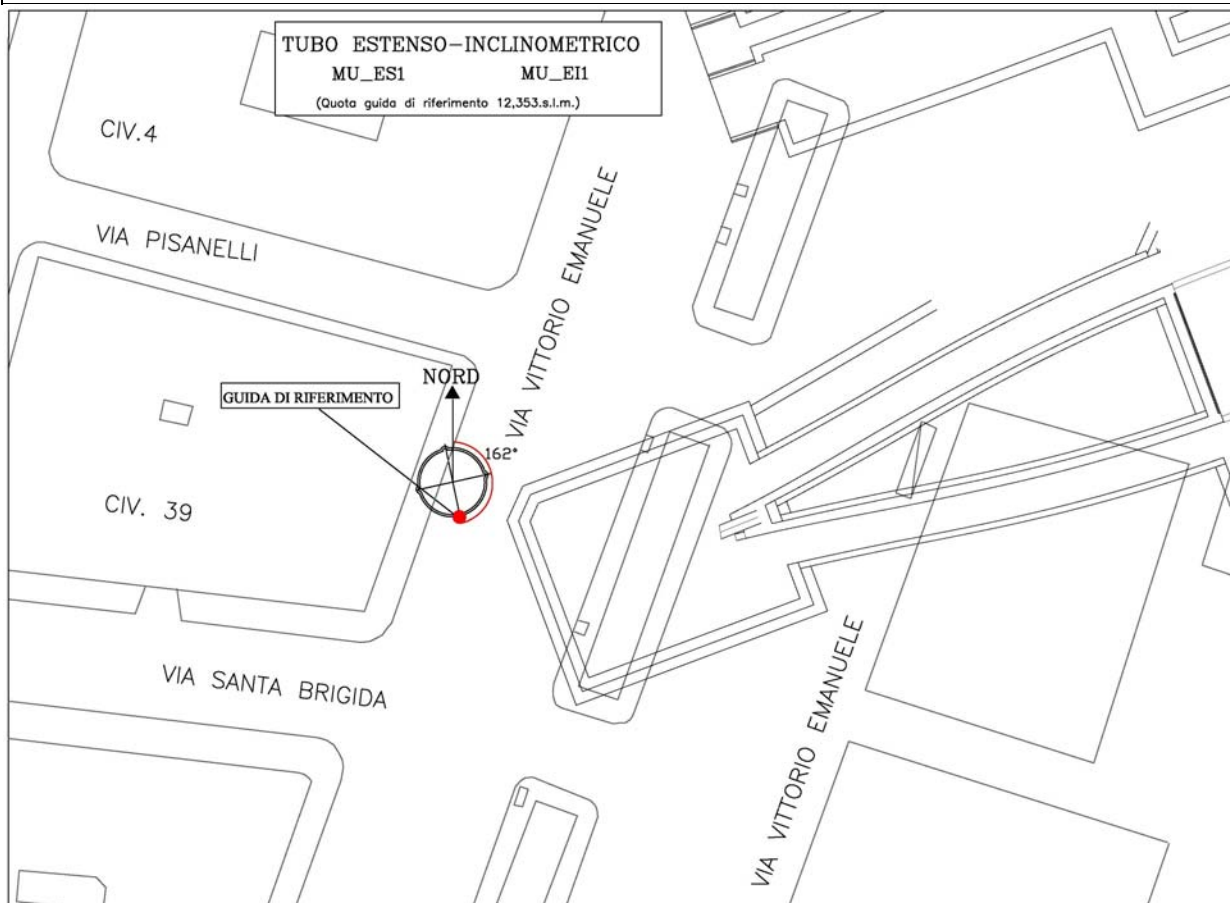 TUBO ESTENSO-INCLINOMETRICO
MU_ES1 MU_EI1
(Quota guida di riferimento 12,353.s.l.m.)
CIV.4
VIA PISANELLI
VIA VITTORIO EMANUELE
NORD
GUIDA DI RIFERIMENTO
162°
CIV. 39
VIA SANTA BRIGIDA
VIA VITTORIO EMANUELE